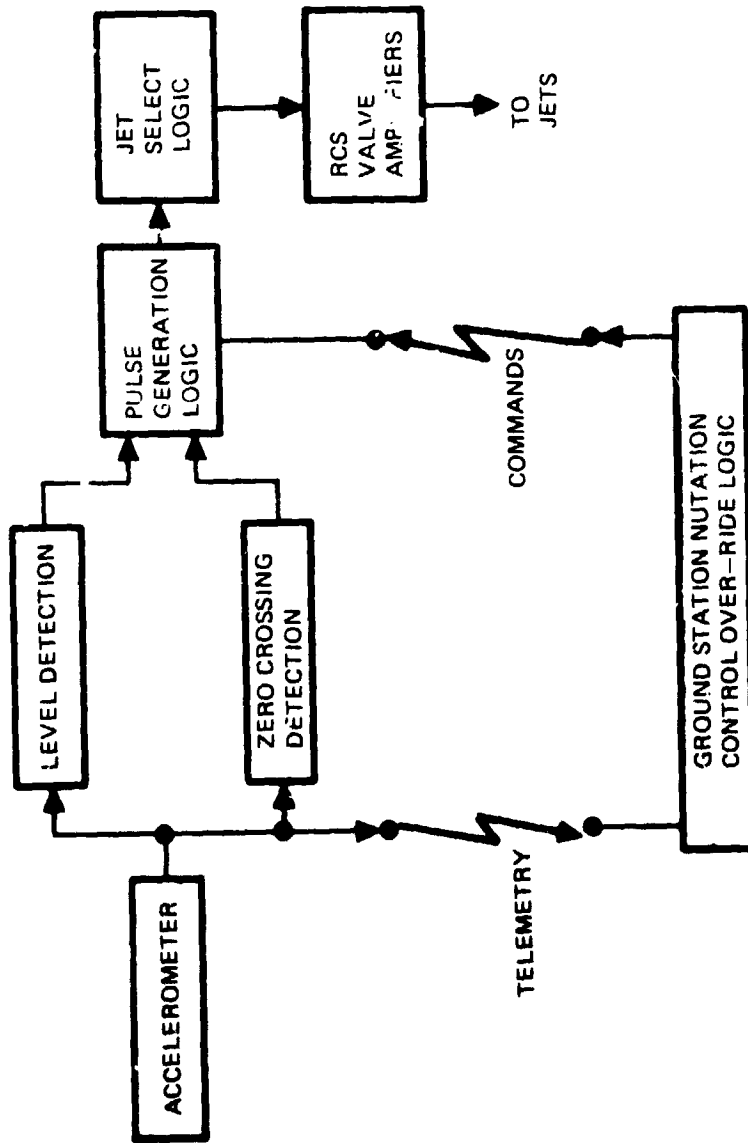 ACCELEROMETER
LEVEL DETECTION
ZERO CROSSING
DETECTION
PULSE
GENERATION
LOGIC
JET
SELECT
LOGIC
RCS
VALVE
TO
JETS
TELEMETRY
COMMANDS
GROUND STATION NUTATION
CONTROL OVER-RIDE LOGIC